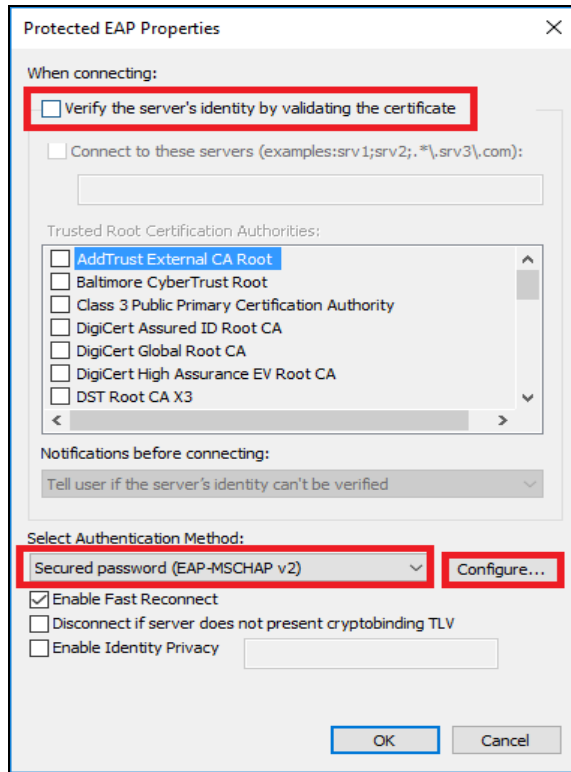 Protected EAP Properties
When connecting:
Verify the server's identity by validating the certificate
Connect to these servers (examples:srv1;srv2;.*\.srv3\.com):
Trusted Root Certification Authorities:
AddTrust External CA Root
Baltimore CyberTrust Root
Class 3 Public Primary Certification Authority
DigiCert Assured ID Root CA
DigiCert Global Root CA
DigiCert High Assurance EV Root CA
DST Root CA X3
Notifications before connecting:
Tell user if the server's identity can't be verified
Select Authentication Method:
Secured password (EAP-MSCHAP v2)
Configure...
Enable Fast Reconnect
Disconnect if server does not present cryptobinding TLV
Enable Identity Privacy
OK
Cancel